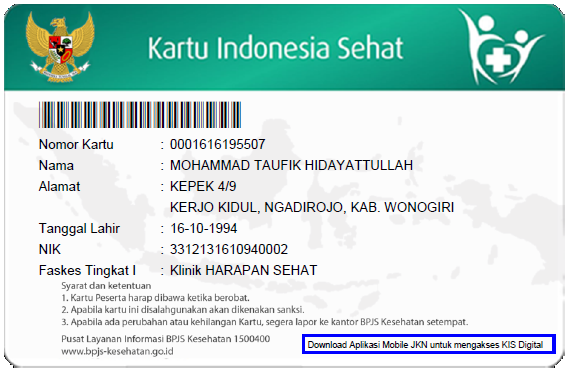 Kartu Indonesia Sehat
Nomor Kartu : 0001616195507
Nama : MOHAMMAD TAUFIK HIDAYATTULLAH
Alamat : KEPEK 4/9
KERJO KIDUL, NGADIROJO, KAB. WONOGIRI
Tanggal Lahir : 16-10-1994
NIK : 3312131610940002
Faskes Tingkat I : Klinik HARAPAN SEHAT
Syarat dan ketentuan
1. Kartu Peserta harap dibawa ketika berobat.
2. Apabila kartu ini disalahgunakan akan dikenakan sanksi.
3. Apabila ada perubahan atau kehilangan Kartu, segera lapor ke kantor BPJS Kesehatan setempat.
Pusat Layanan Informasi BPJS Kesehatan 1500400
www.bpjs-kesehatan.go.id
Download Aplikasi Mobile JKN untuk mengakses KIS Digital